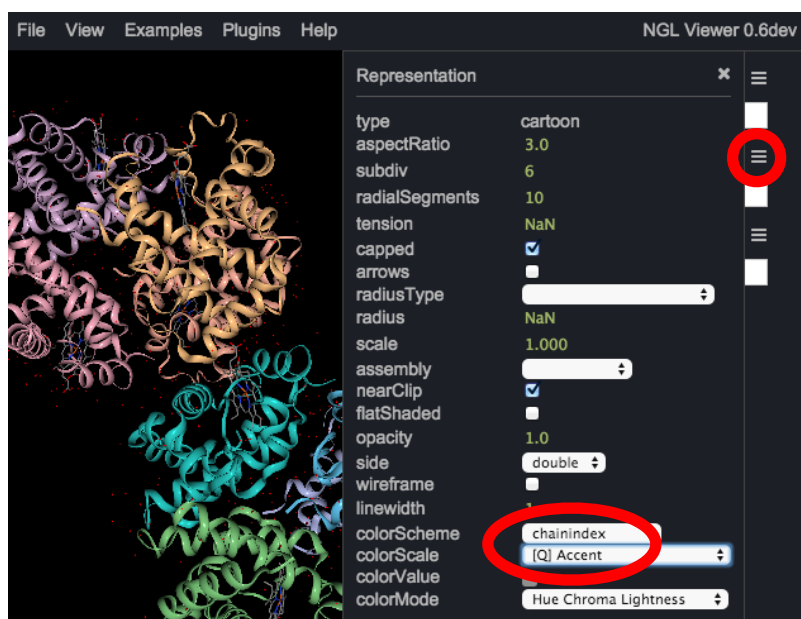 File View Examples Plugins Help NGL Viewer 0.6dev
Representation
type cartoon
aspectRatio 3.0
subdiv 6
radialSegments 10
tension NaN
capped
arrows
radiusType
radius NaN
scale 1.000
assembly
nearClip
flatShaded
opacity 1.0
side double
wireframe
linewidth
colorScheme chainindex
colorScale [Q] Accent
colorValue
colorMode Hue Chroma Lightness